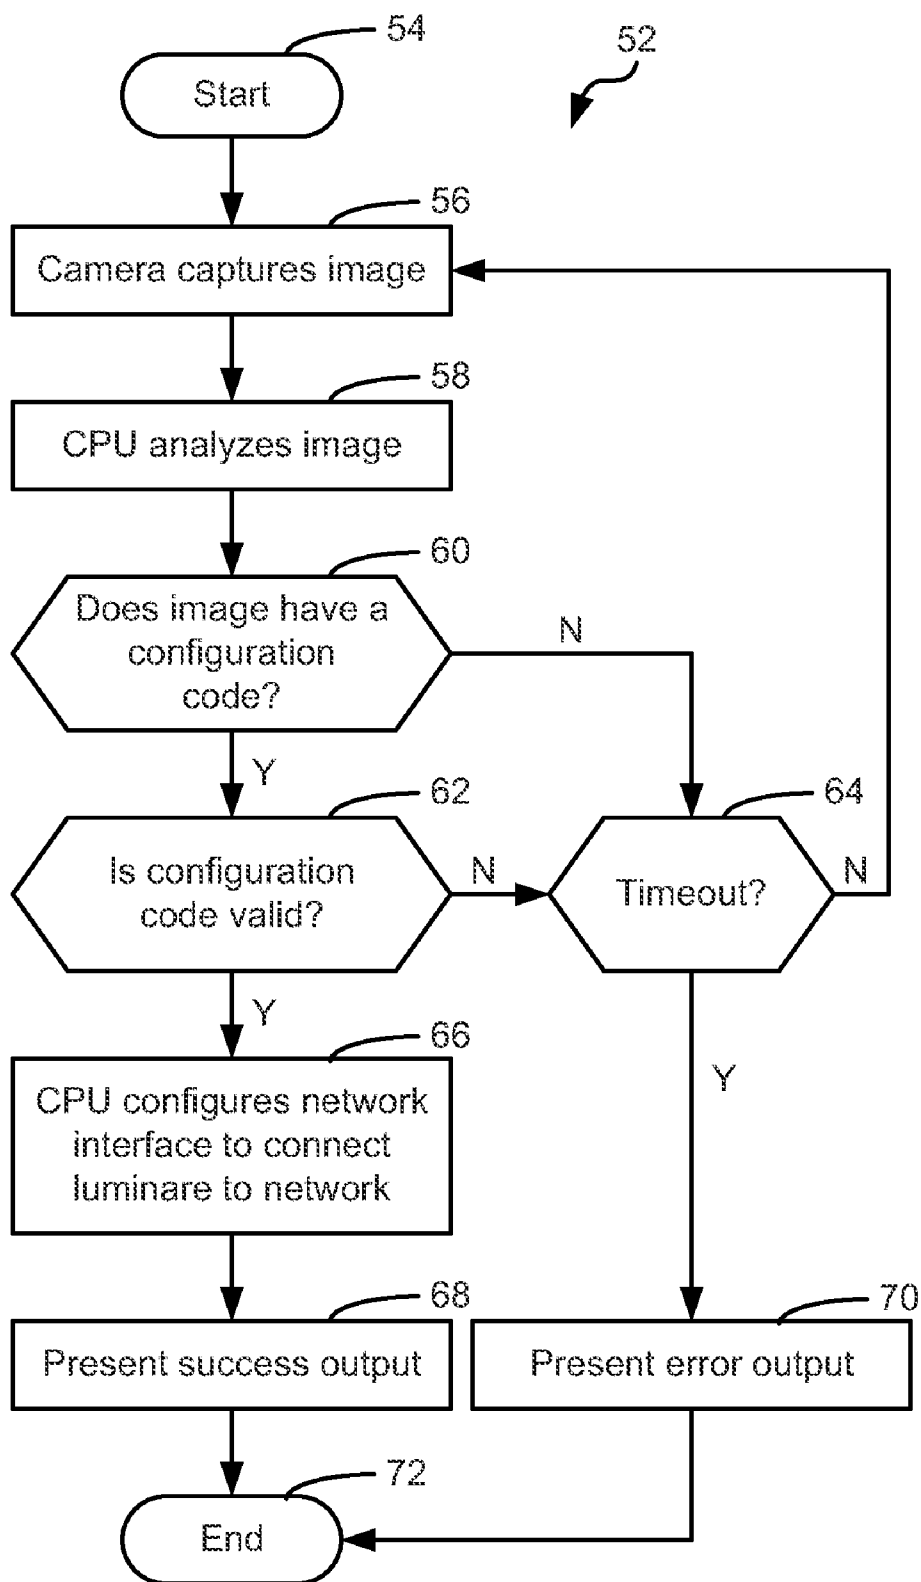 54
52
Start
56
Camera captures image
58
CPU analyzes image
60
Does image have a
configuration
code?
N
Y
62
64
Is configuration
code valid?
N
Timeout?
N
Y
66
CPU configures network
interface to connect
luminare to network
Y
68
70
Present success output
Present error output
72
End